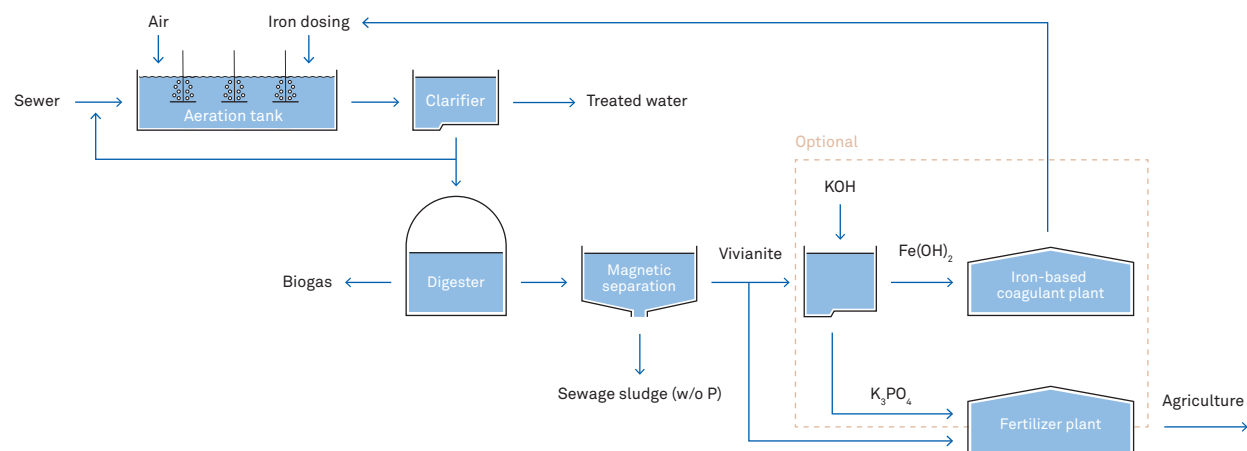 Air
Iron dosing
Sewer
Aeration tank
Clarifier
Treated water
Optional
KOH
Biogas
Digester
Magnetic
separation
Vivianite
Fe(OH)₂
Iron-based
coagulant plant
Sewage sludge (w/o P)
K₃PO₄
Fertilizer plant
Agriculture